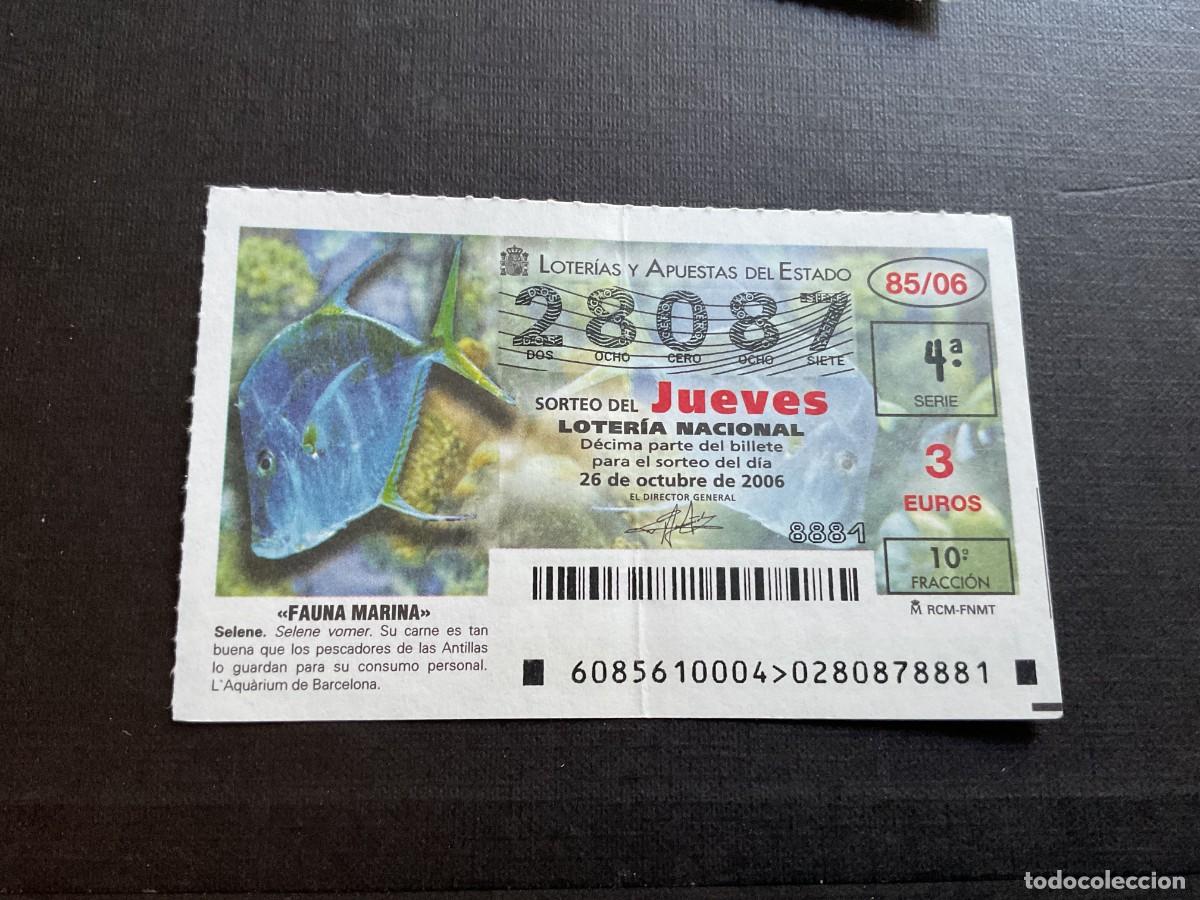 LOTERÍAS Y APUESTAS DEL ESTADO
85/06
28087
DOS OCHO CERO OCHO SIETE
4ª
SERIE
SORTEO DEL Jueves
LOTERÍA NACIONAL
Décima parte del billete
para el sorteo del día
26 de octubre de 2006
EL DIRECTOR GENERAL
8881
3
EUROS
10ª
FRACCIÓN
RCM-FNMT
«FAUNA MARINA»
Selene. Selene vomer. Su carne es tan
buena que los pescadores de las Antillas
lo guardan para su consumo personal.
L`Aquàrium de Barcelona.
6085610004>0280878881
todocoleccion